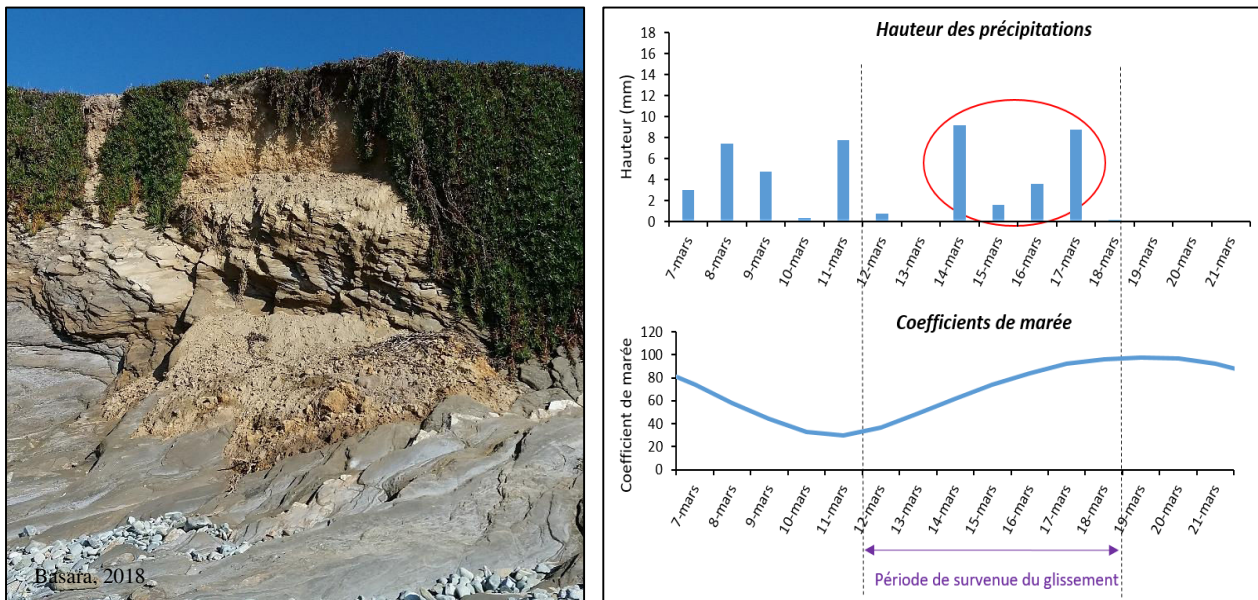 Basara, 2018
Hauteur des précipitations
Hauteur (mm)
18
16
14
12
10
8
6
4
2
0
7-mars
8-mars
9-mars
10-mars
11-mars
12-mars
13-mars
14-mars
15-mars
16-mars
17-mars
18-mars
19-mars
20-mars
21-mars
Coefficients de marée
Coefficient de marée
120
100
80
60
40
20
0
7-mars
8-mars
9-mars
10-mars
11-mars
12-mars
13-mars
14-mars
15-mars
16-mars
17-mars
18-mars
19-mars
20-mars
21-mars
Période de survenue du glissement